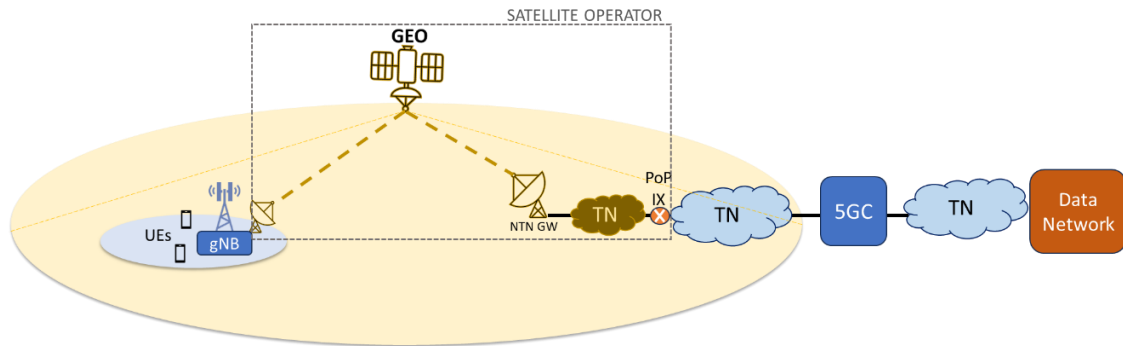 SATELLITE OPERATOR
GEO
UEs
gNB
NTN GW
TN
PoP
IX
X
TN
5GC
TN
Data
Network